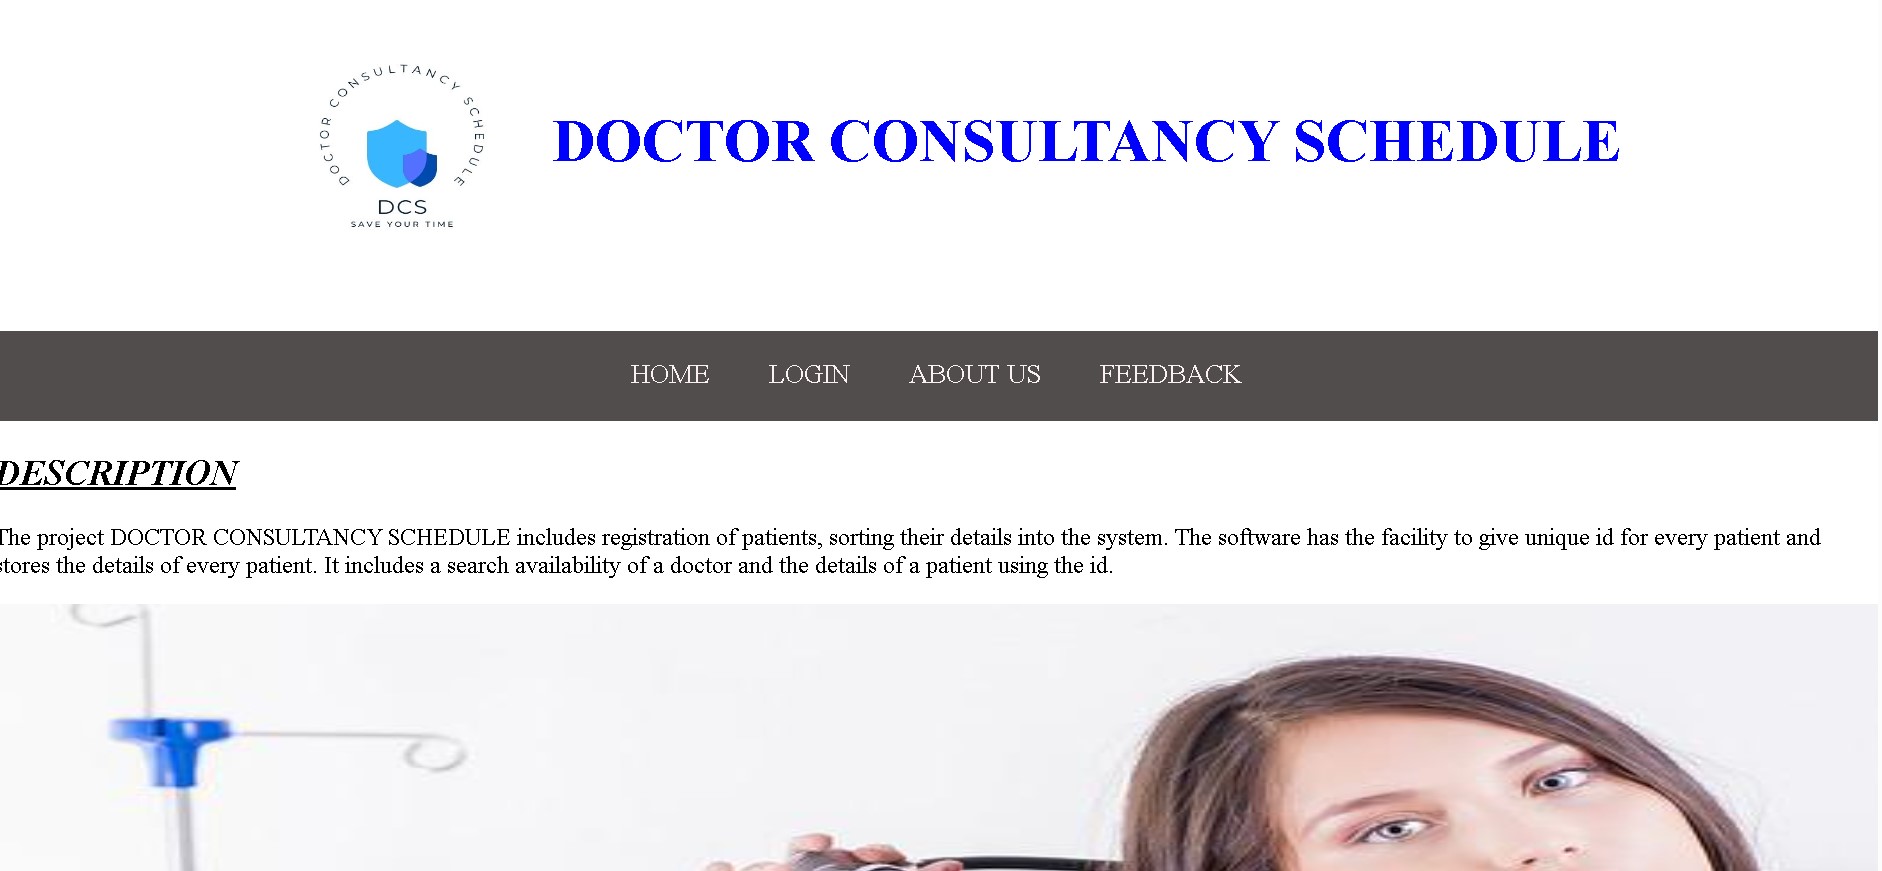 DOCTOR CONSULTANCY SCHEDULE
DCS
SAVE YOUR TIME
DOCTOR CONSULTANCY SCHEDULE
HOME LOGIN ABOUT US FEEDBACK
DESCRIPTION
The project DOCTOR CONSULTANCY SCHEDULE includes registration of patients, sorting their details into the system. The software has the facility to give unique id for every patient and
stores the details of every patient. It includes a search availability of a doctor and the details of a patient using the id.